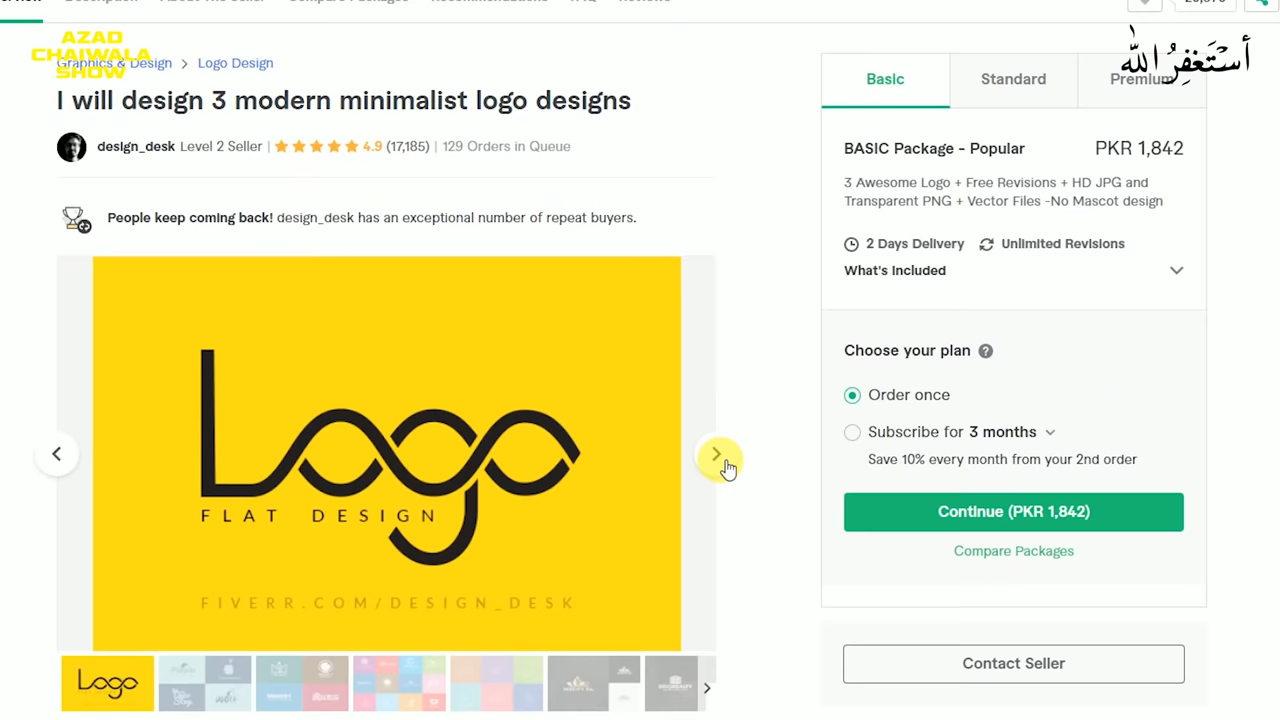 AZAD
CHAIWALA
SHOW
أستغفر الله
Graphics & Design > Logo Design
I will design 3 modern minimalist logo designs
design_desk Level 2 Seller | 4.9 (17,185) | 129 Orders in Queue
People keep coming back! design_desk has an exceptional number of repeat buyers.
Logo
FLAT DESIGN
FIVERR.COM/DESIGN_DESK
Logo
Basic Standard Premium
BASIC Package - Popular PKR 1,842
3 Awesome Logo + Free Revisions + HD JPG and
Transparent PNG + Vector Files -No Mascot design
2 Days Delivery Unlimited Revisions
What's Included
Choose your plan ?
Order once
Subscribe for 3 months
Save 10% every month from your 2nd order
Continue (PKR 1,842)
Compare Packages
Contact Seller